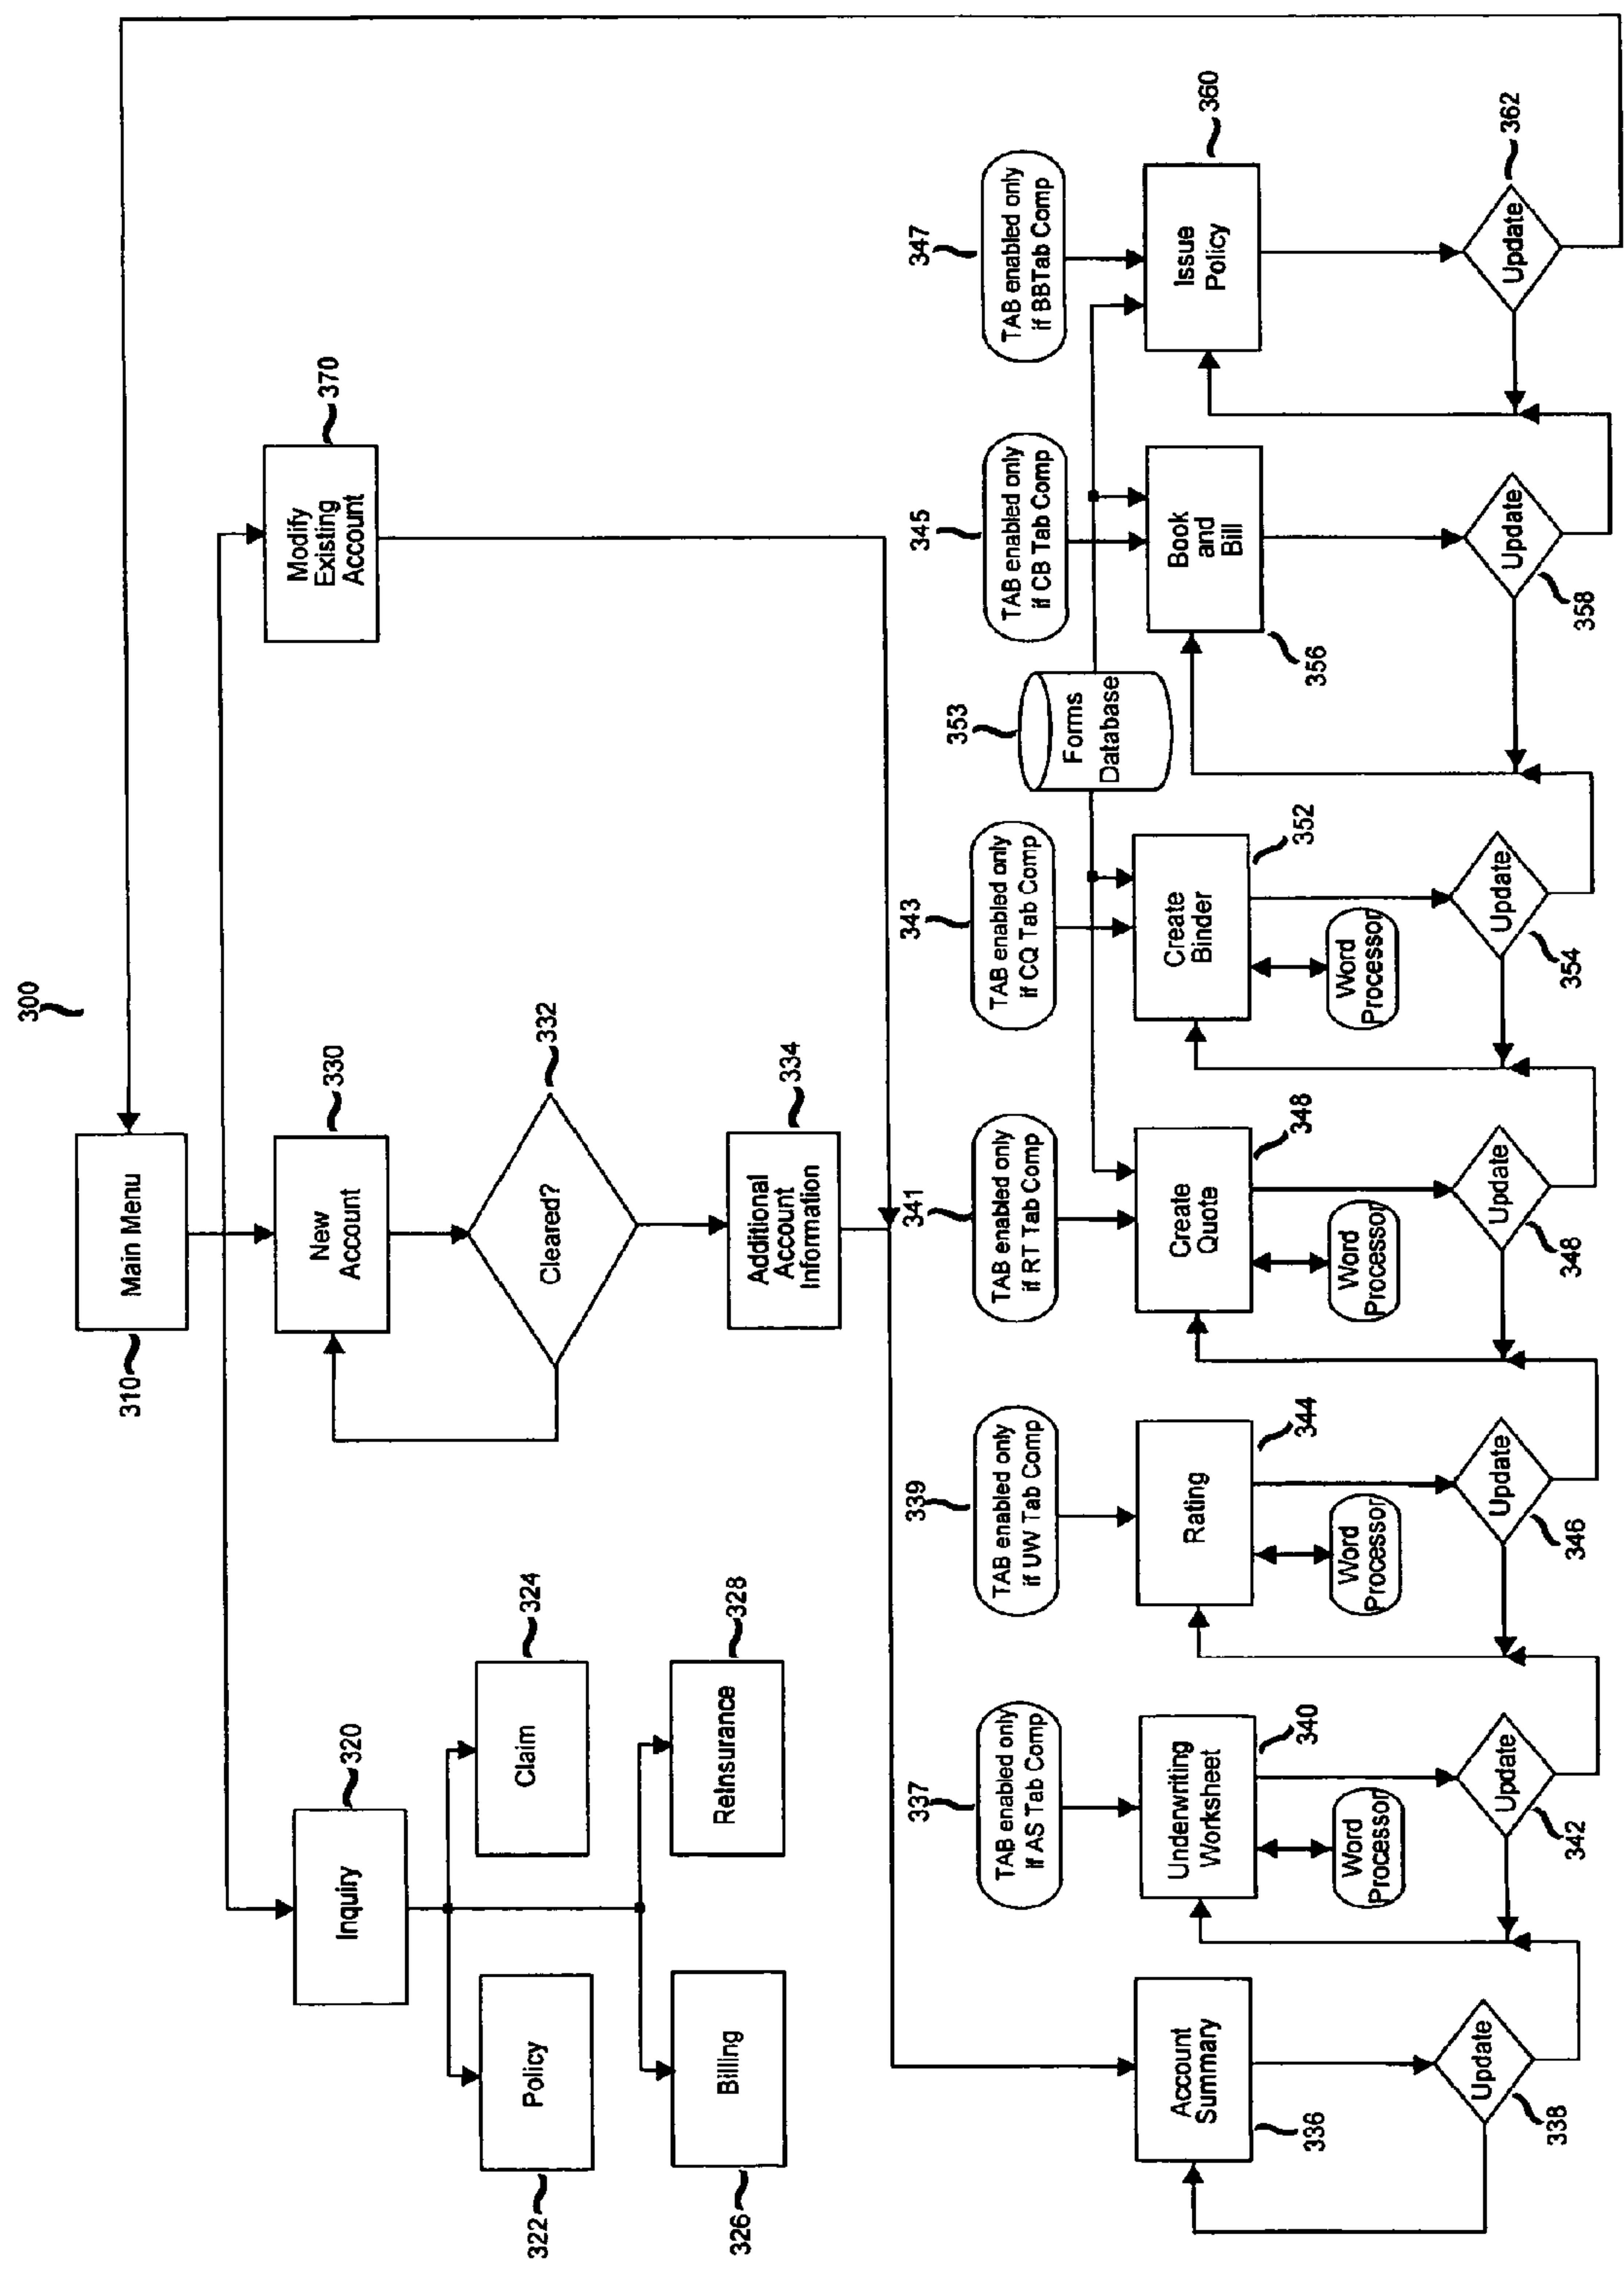 300
310
Main Menu
320
Inquiry
330
New
Account
370
Modify
Existing
Account
332
Cleared?
322
Policy
324
Claim
326
Billing
328
Reinsurance
334
Additional
Account
Information
337
TAB enabled only
if AS Tab Comp
339
TAB enabled only
if UW Tab Comp
341
TAB enabled only
if RT Tab Comp
343
TAB enabled only
if CQ Tab Comp
353
Forms
Database
345
TAB enabled only
if CB Tab Comp
347
TAB enabled only
if BBTab Comp
336
Account
Summary
340
Underwriting
Worksheet
344
Rating
348
Create
Quote
352
Create
Binder
356
Book
and
Bill
360
Issue
Policy
Word
Processor
Word
Processor
Word
Processor
Word
Processor
338
Update
342
Update
346
Update
348
Update
354
Update
358
Update
362
Update